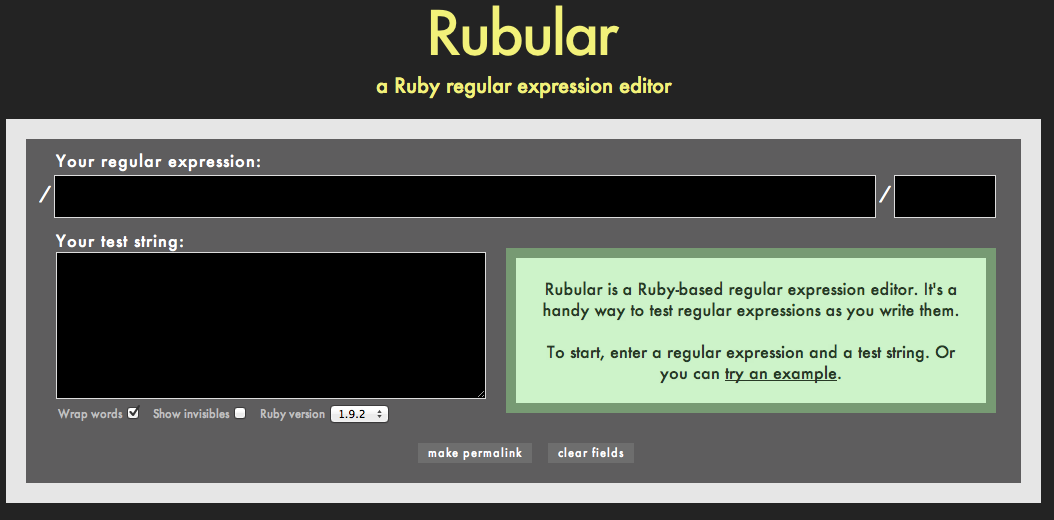 Rubular
a Ruby regular expression editor
Your regular expression:
/ /
Your test string:
Rubular is a Ruby-based regular expression editor. It's a
handy way to test regular expressions as you write them.
To start, enter a regular expression and a test string. Or
you can try an example.
Wrap words Show invisibles Ruby version 1.9.2
make permalink clear fields